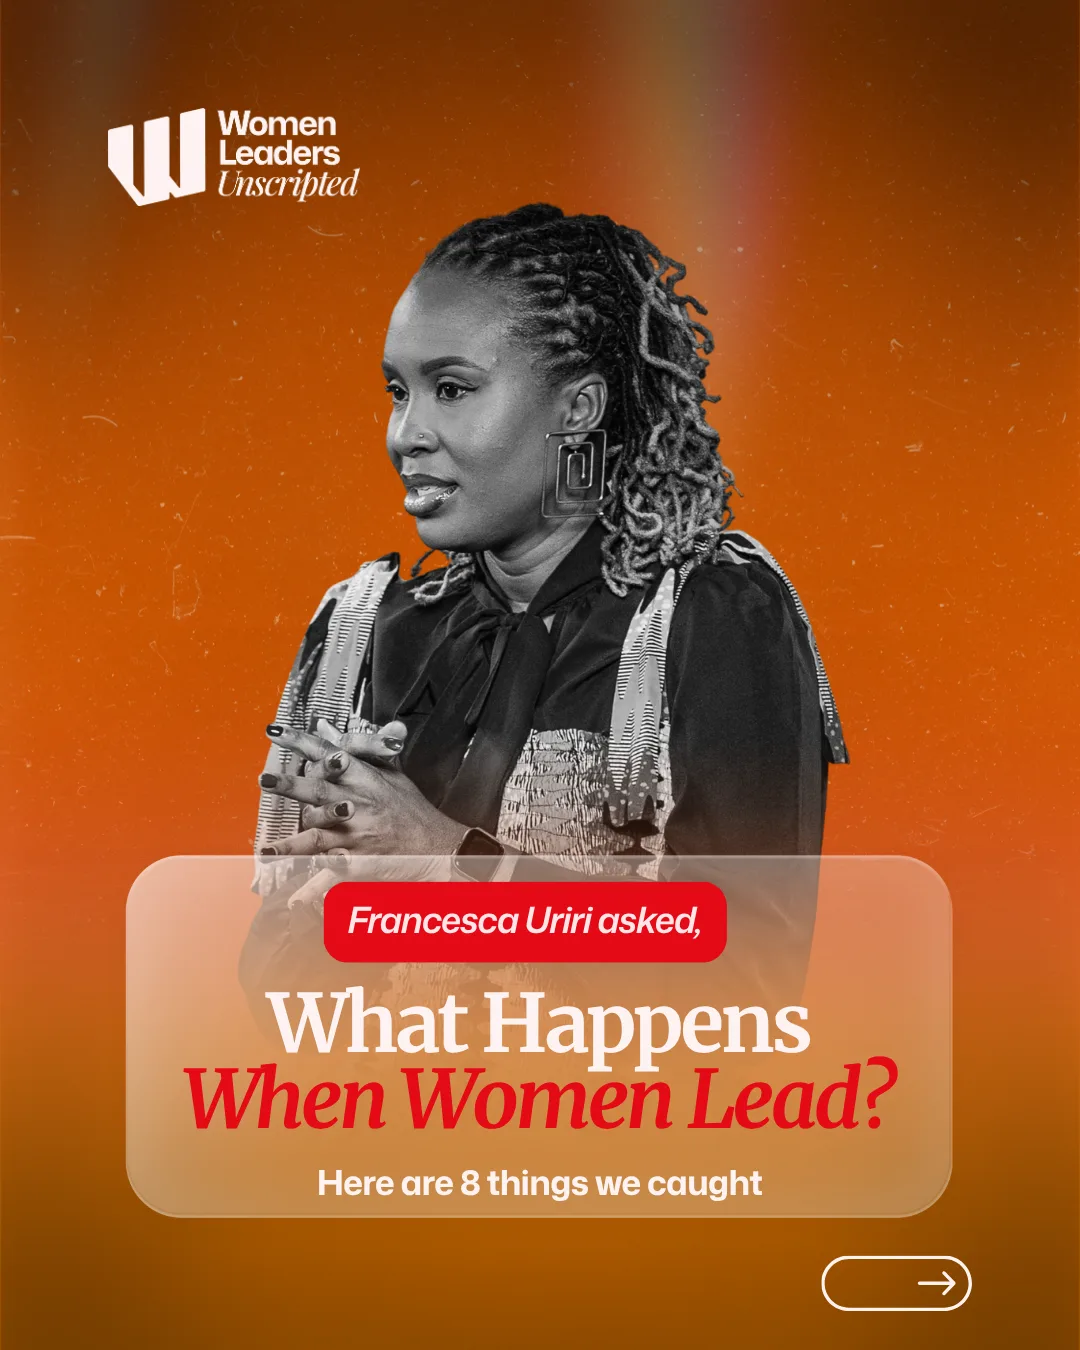 Women
Leaders
Unscripted
Francesca Uriri asked,
What Happens
When Women Lead?
Here are 8 things we caught